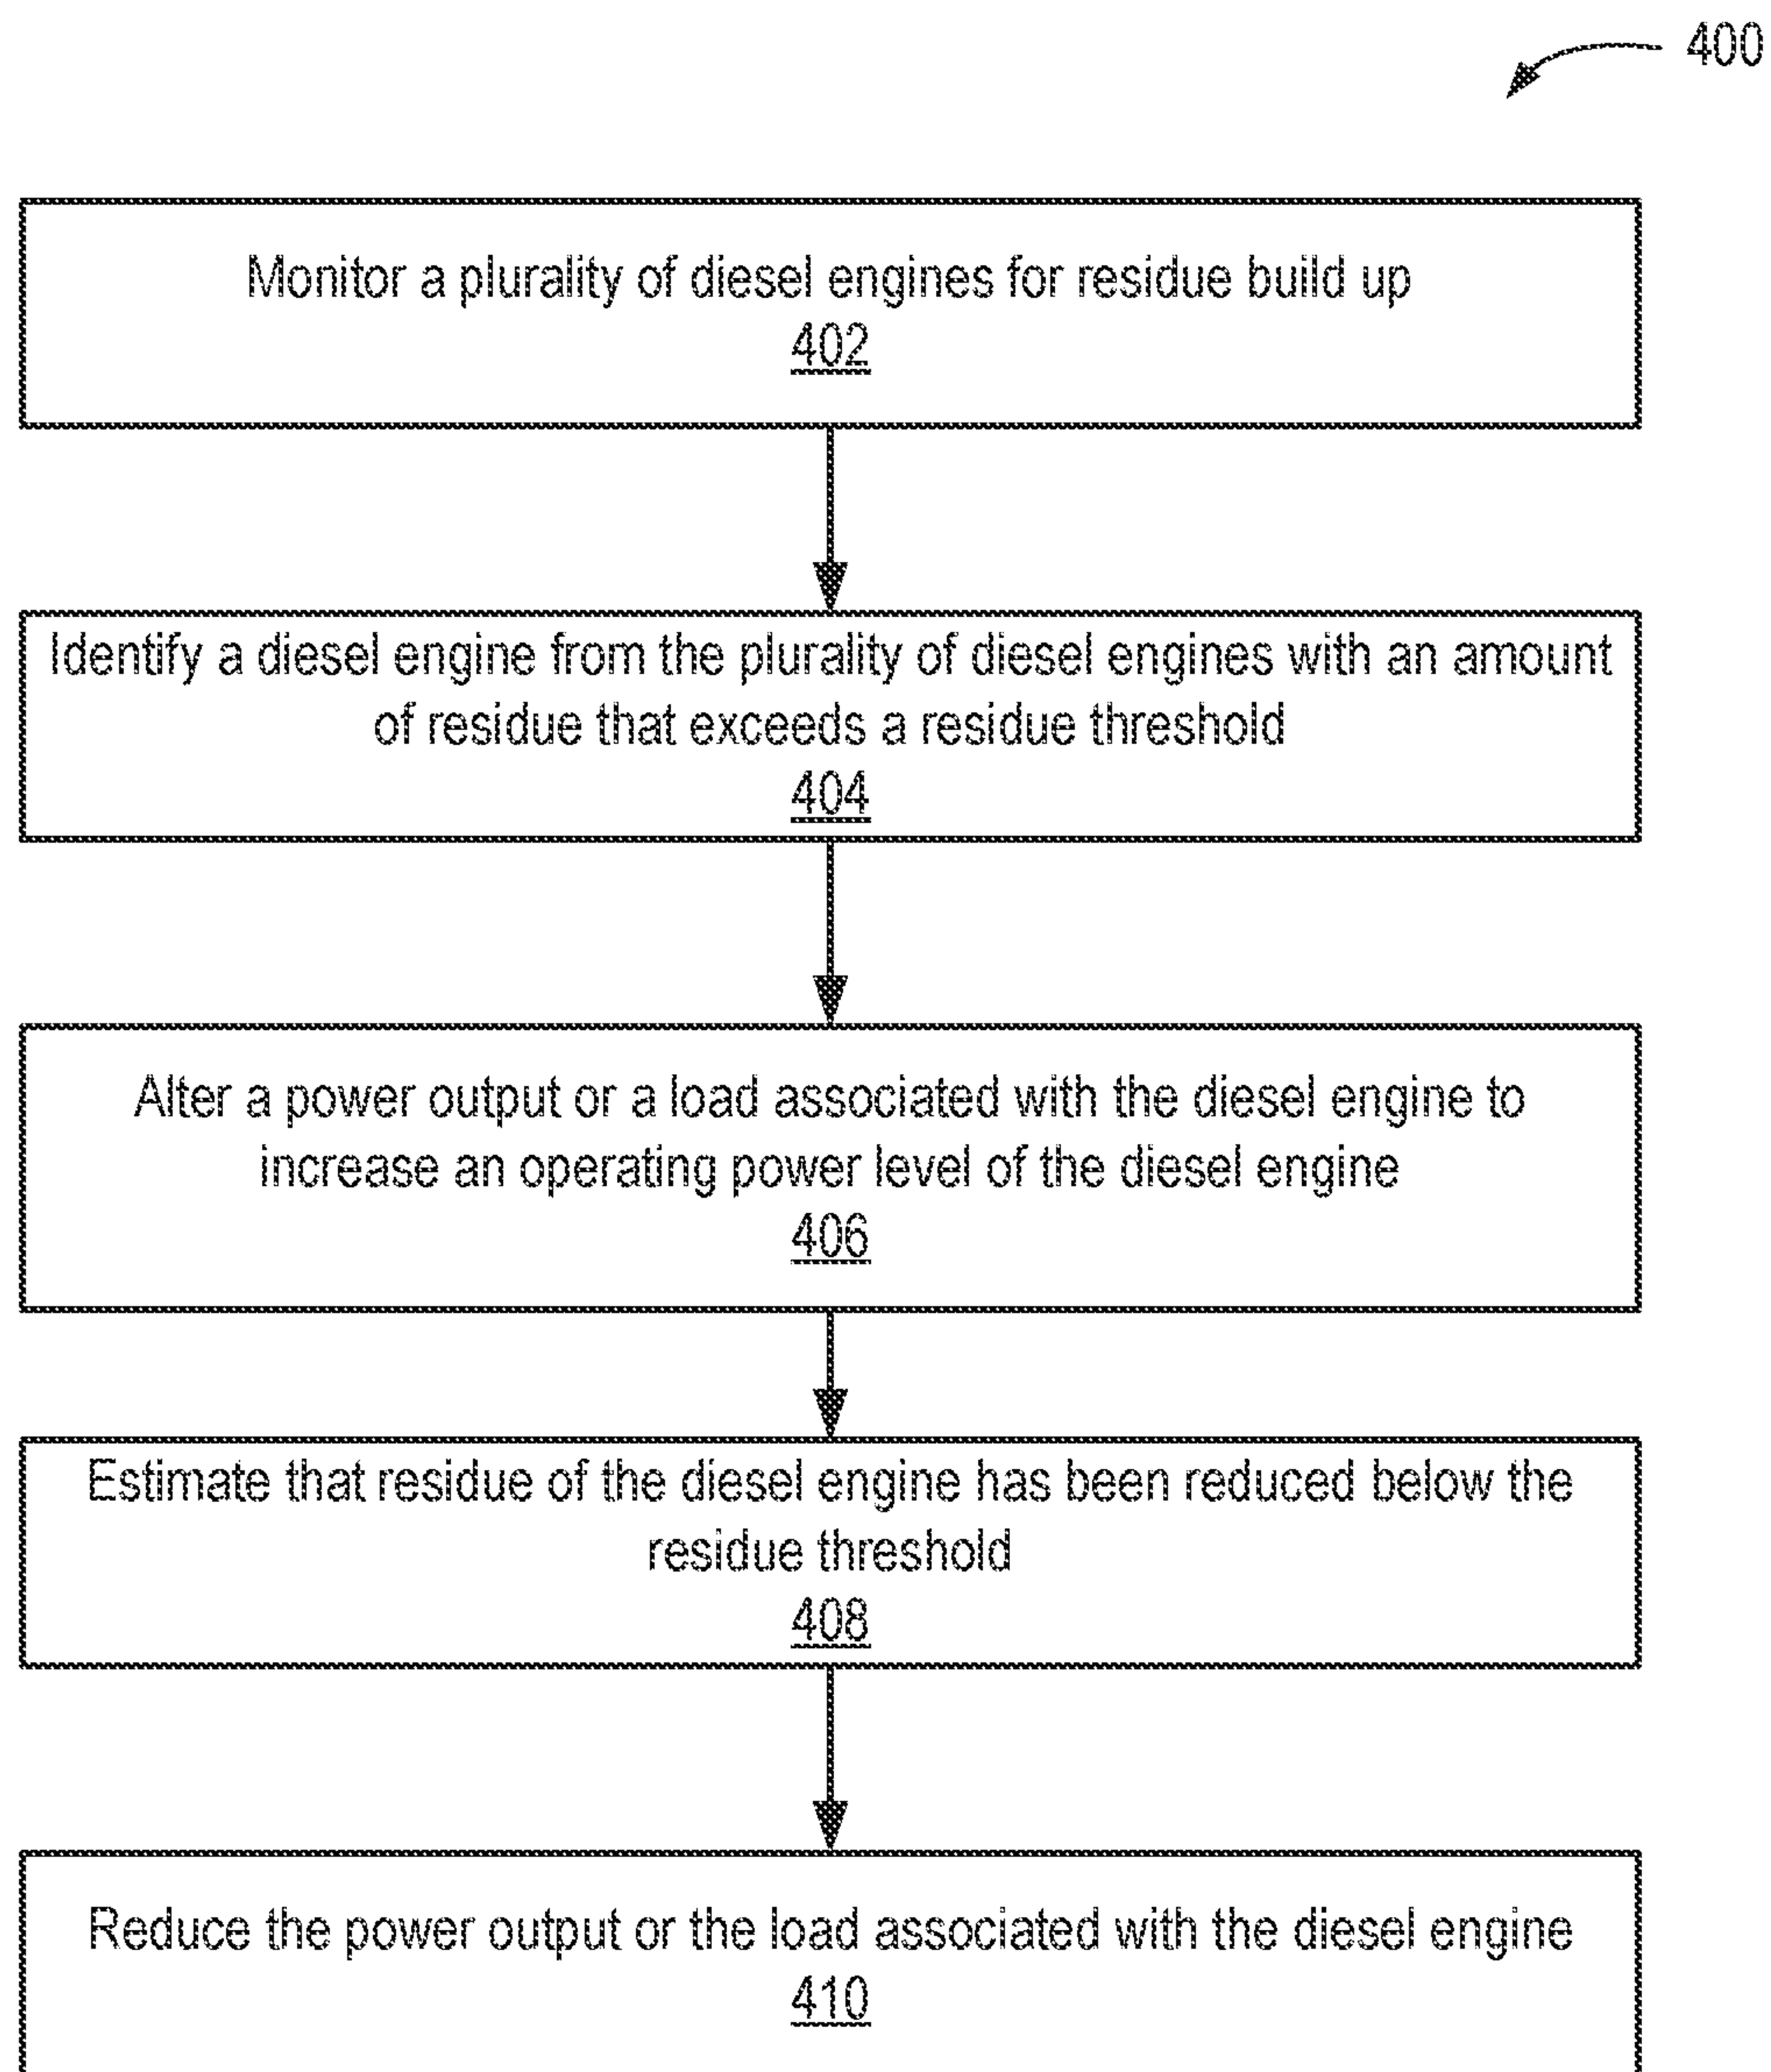 400
Monitor a plurality of diesel engines for residue build up
402
Identify a diesel engine from the plurality of diesel engines with an amount
of residue that exceeds a residue threshold
404
Alter a power output or a load associated with the diesel engine to
increase an operating power level of the diesel engine
406
Estimate that residue of the diesel engine has been reduced below the
residue threshold
408
Reduce the power output or the load associated with the diesel engine
410